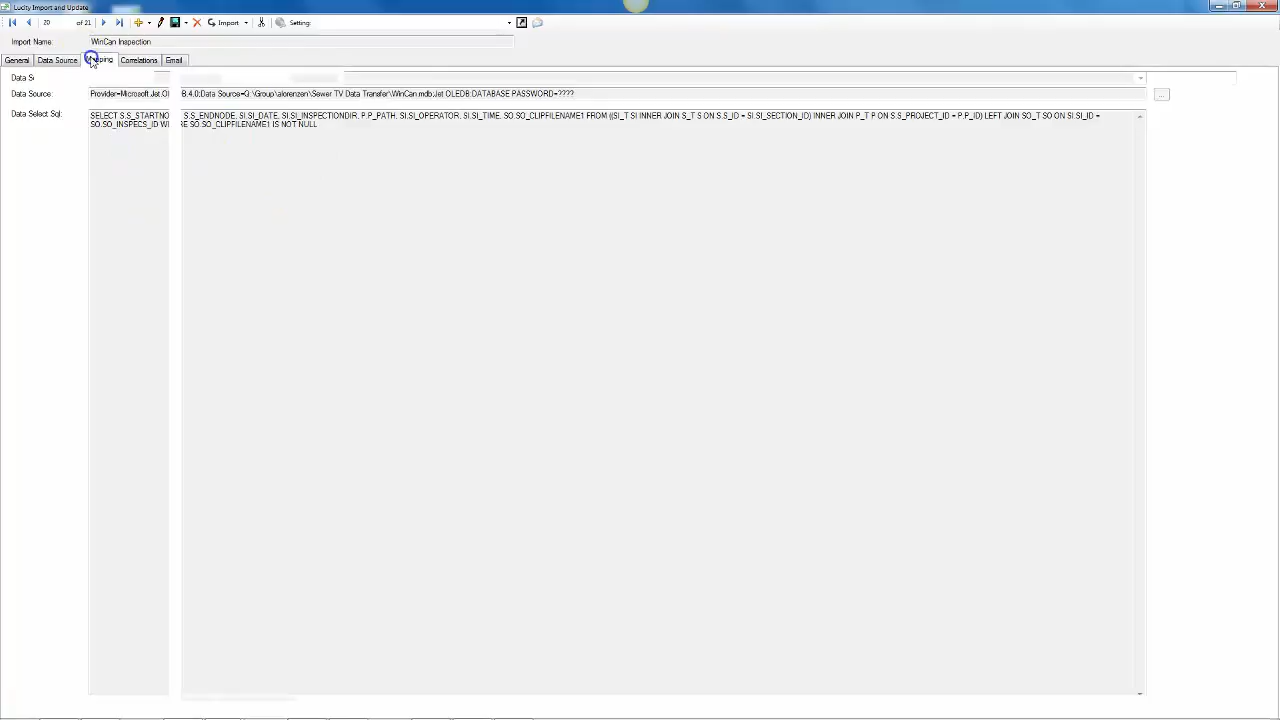 Lucity Import and Update
20 of 21 Import Setting:
Import Name: WinCan Inspection
General Data Source Correlations Email
Data S
Data Source: Provider=Microsoft.Jet.OL B.4.0;Data Source=Q:\Group\alorenzen\Sewer TV Data Transfer\WinCan.mdb;Jet OLEDB:DATABASE PASSWORD=????
Data Select Sql: SELECT S.S_STARTNO S.S_ENDNODE, SI.SI_DATE, SI.SI_INSPECTIONDIR, P.P_PATH, SI.SI_OPERATOR, SI.SI_TIME, SO.SO_CLIPFILENAME1 FROM ((SI_T SI INNER JOIN S_T S ON S.S_ID = SI.SI_SECTION_ID) INNER JOIN P_T P ON S.S_PROJECT_ID = P.P_ID) LEFT JOIN SO_T SO ON SI.SI_ID =
SO.SO_INSPECS_ID W RE SO.SO_CLIPFILENAME1 IS NOT NULL